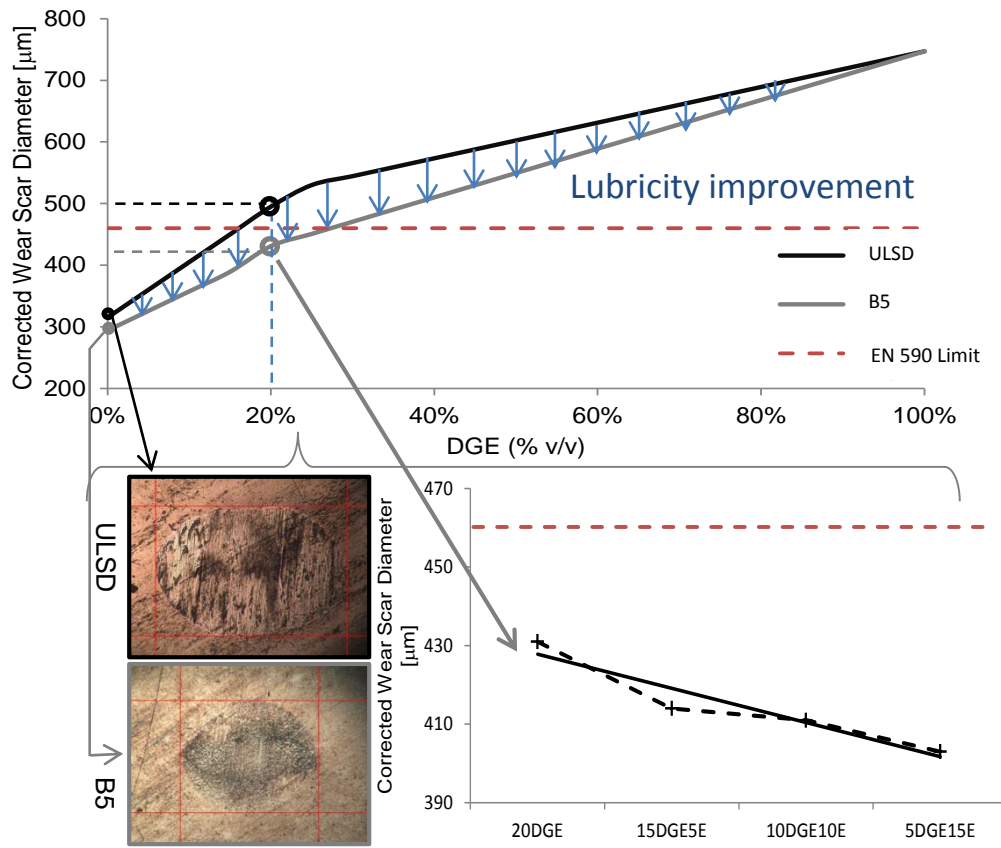 Corrected Wear Scar Diameter [µm]
800
700
600
500
400
300
200
0%
20%
40%
60%
80%
100%
DGE (% v/v)
Lubricity improvement
ULSD
B5
EN 590 Limit
ULSD
B5
Corrected Wear Scar Diameter
[µm]
470
450
430
410
390
20DGE
15DGE5E
10DGE10E
5DGE15E